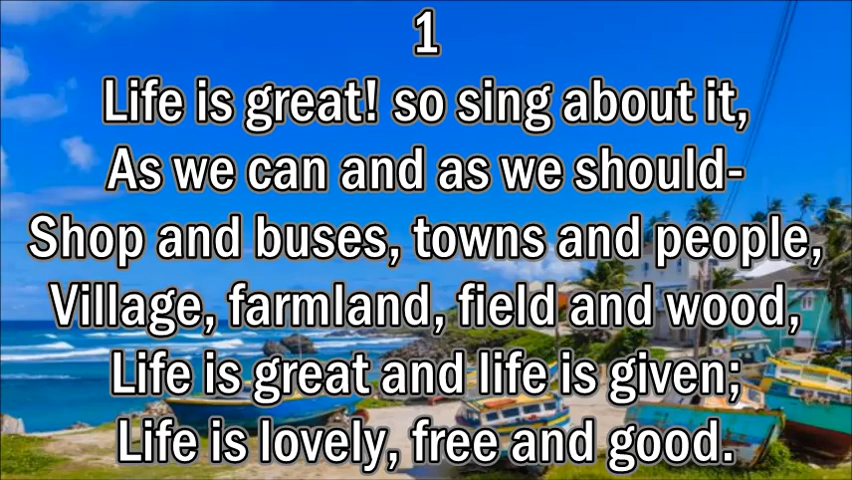 1
Life is great! so sing about it,
As we can and as we should-
Shop and buses, towns and people,
Village, farmland, field and wood,
Life is great and life is given;
Life is lovely, free and good.